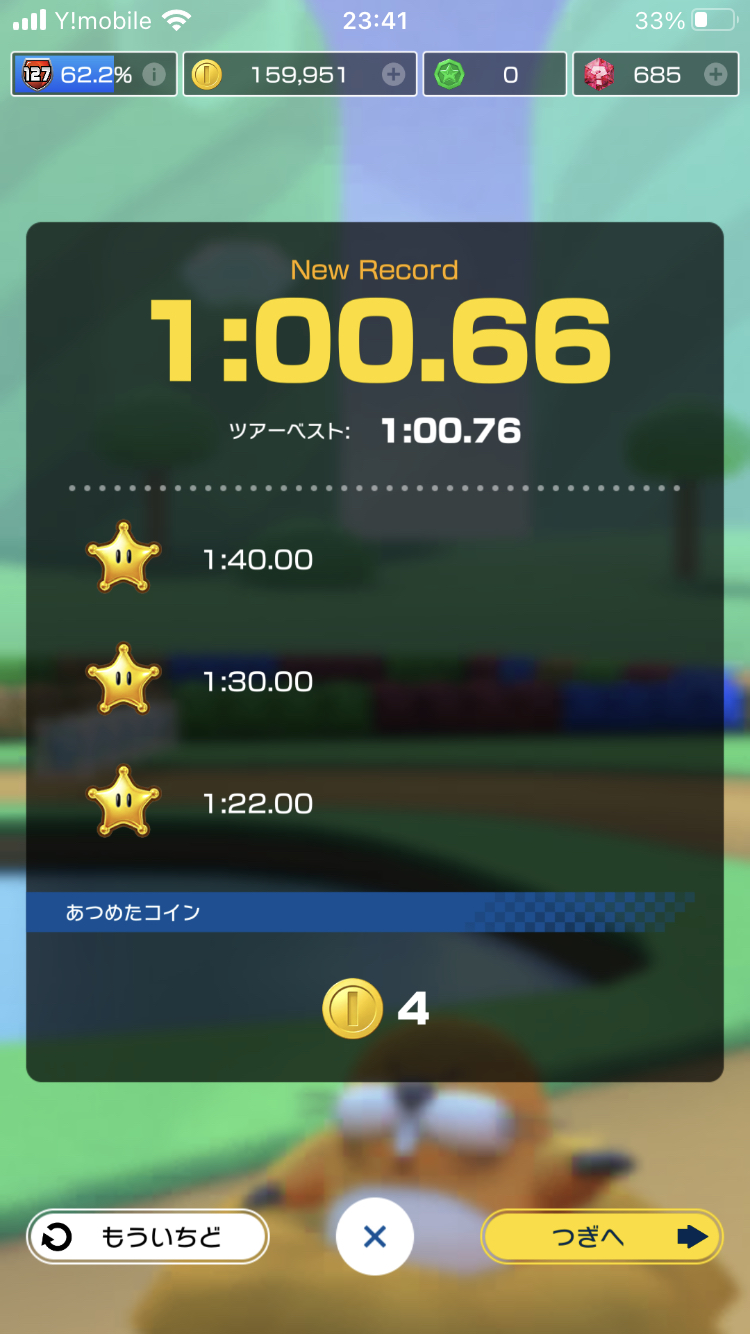 Y!mobile 23:41 33%
127 62.2% i 159,951 + 0 ? 685 +
New Record
1:00.66
ツアーベスト: 1:00.76
1:40.00
1:30.00
1:22.00
あつめたコイン
4
もういちど × つぎへ